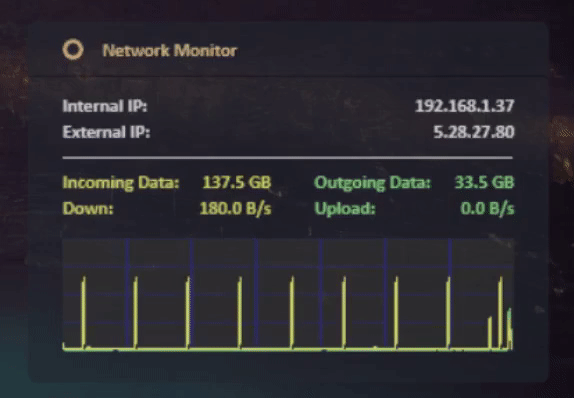 Network Monitor
Internal IP: 192.168.1.37
External IP: 5.28.27.80
Incoming Data: 137.5 GB Outgoing Data: 33.5 GB
Down: 180.0 B/s Upload: 0.0 B/s